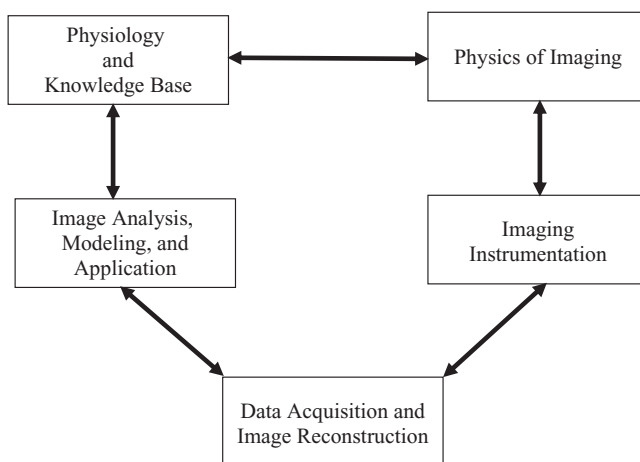 Physiology
and
Knowledge Base
Physics of Imaging
Image Analysis,
Modeling, and
Application
Imaging
Instrumentation
Data Acquisition and
Image Reconstruction